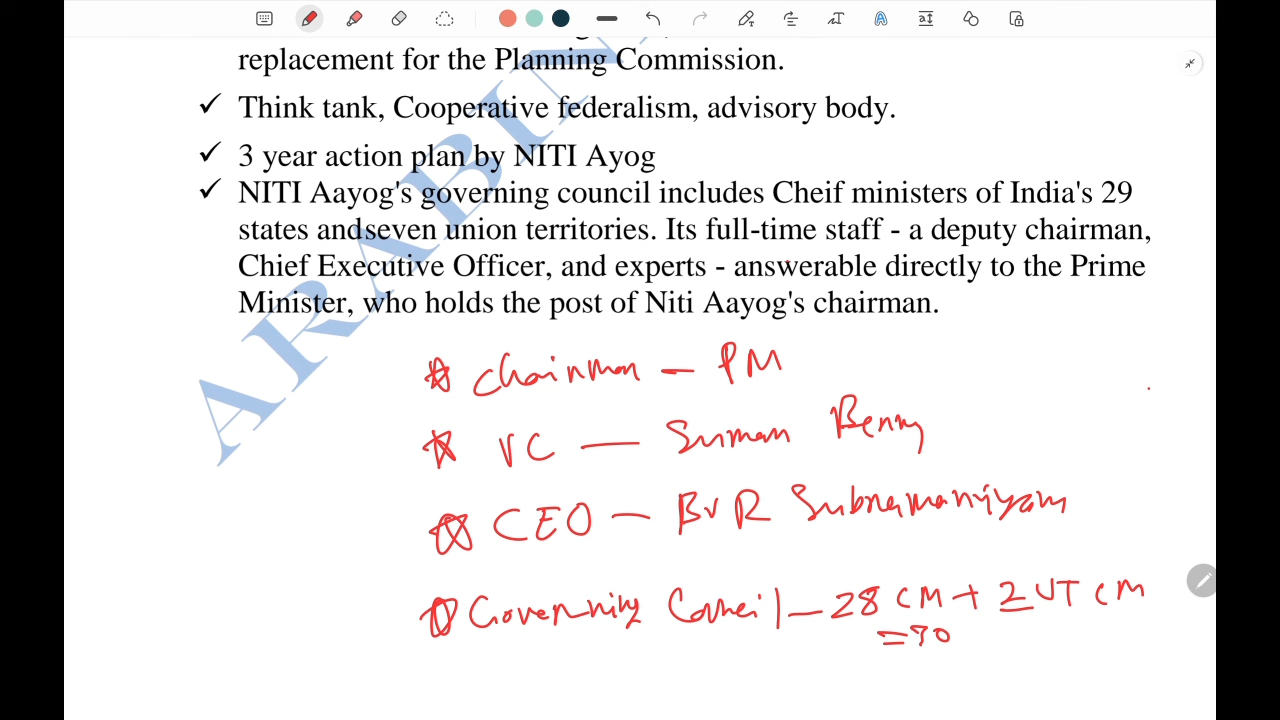 replacement for the Planning Commission.
✓ Think tank, Cooperative federalism, advisory body.
✓ 3 year action plan by NITI Ayog
✓ NITI Aayog's governing council includes Cheif ministers of India's 29
states andseven union territories. Its full-time staff - a deputy chairman,
Chief Executive Officer, and experts - answerable directly to the Prime
Minister, who holds the post of Niti Aayog's chairman.
ARABIN
Chairman - PM
VC - Suman Berry
CEO - BVR Subramaniyam
Governing Council - 28 CM + 2 UT CM
=30